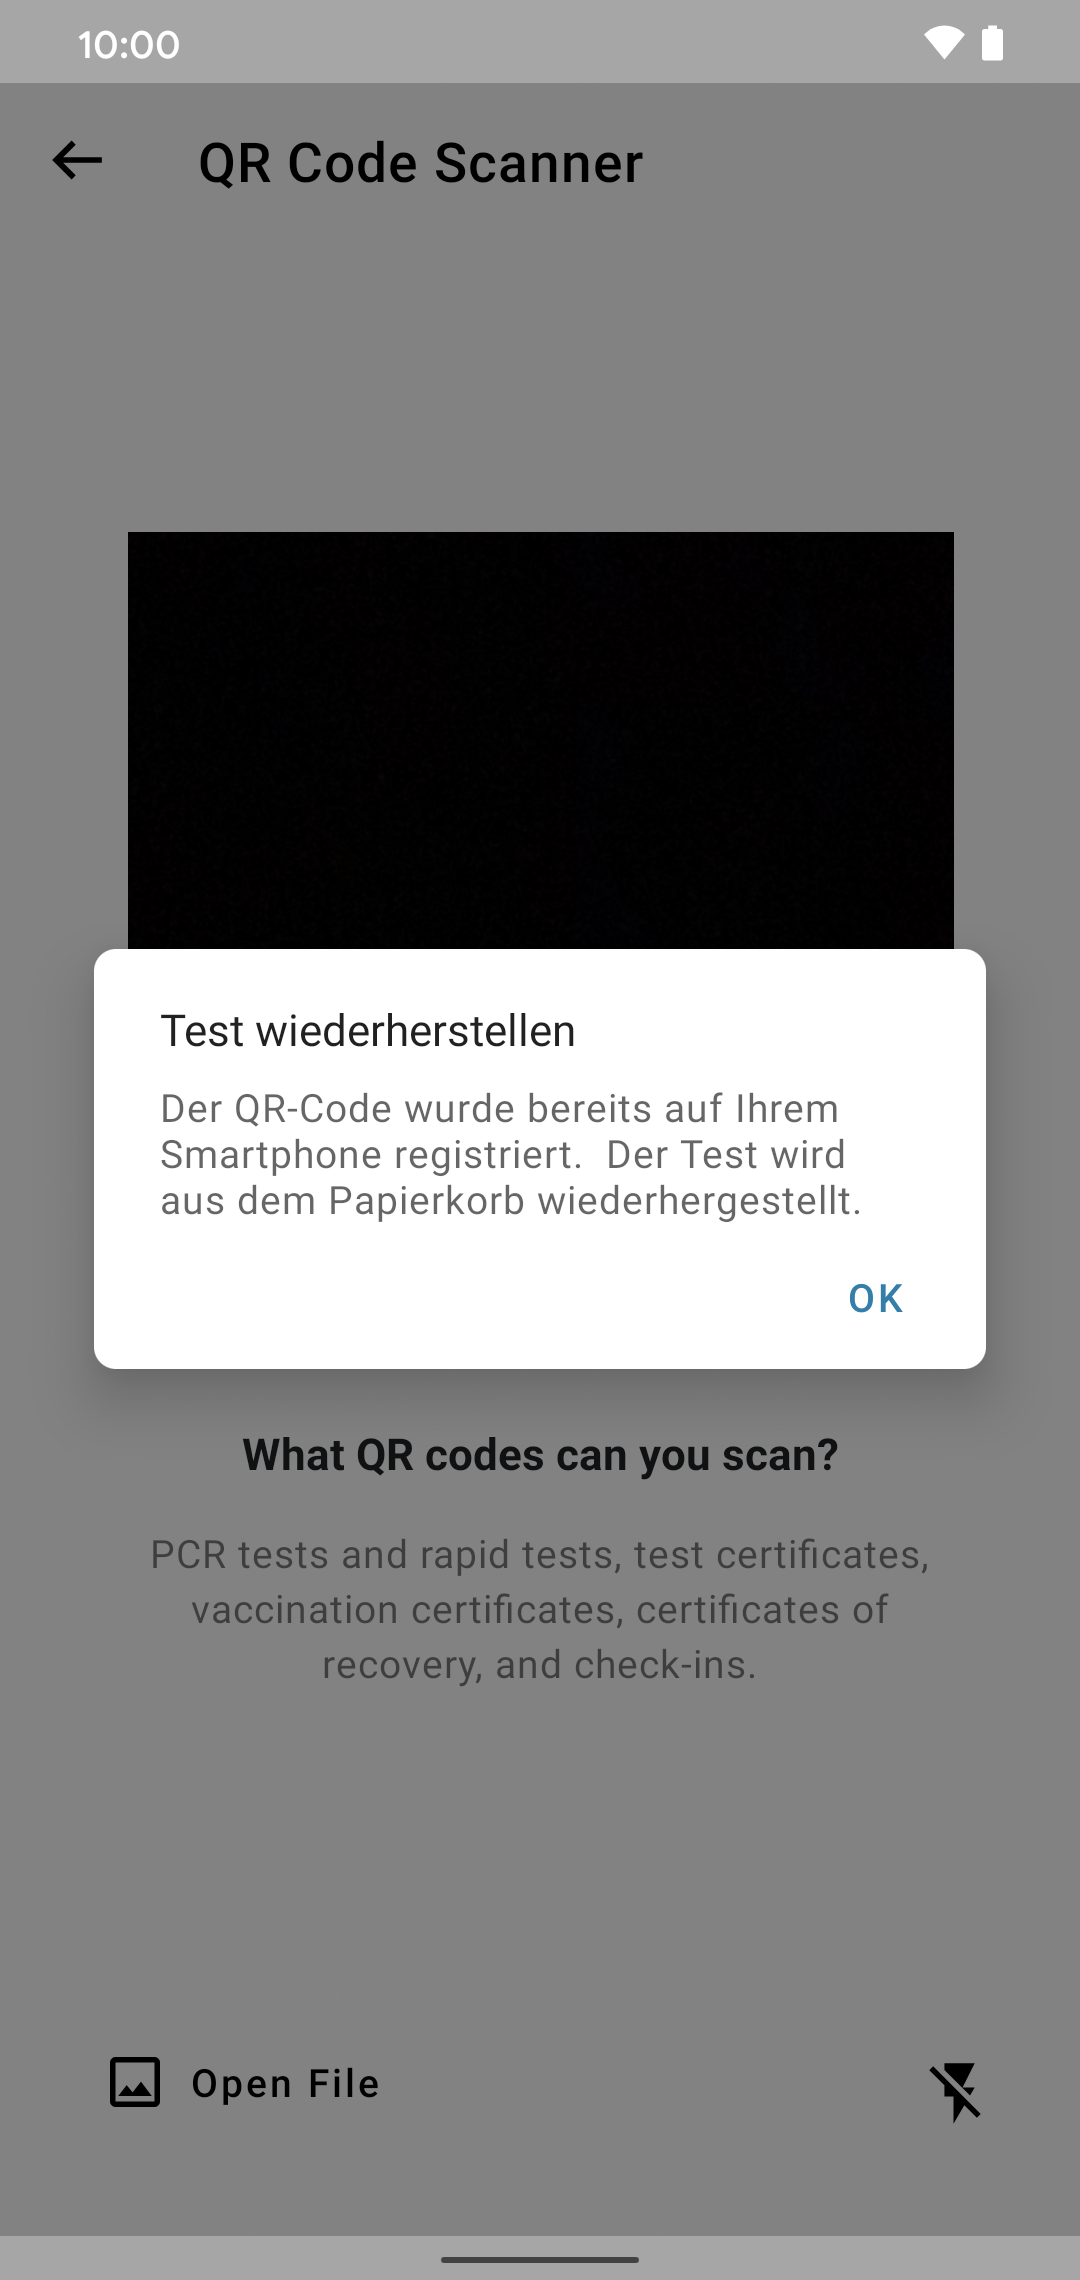 10:00
QR Code Scanner
Test wiederherstellen
Der QR-Code wurde bereits auf Ihrem
Smartphone registriert.  Der Test wird
aus dem Papierkorb wiederhergestellt.
OK
What QR codes can you scan?
PCR tests and rapid tests, test certificates,
vaccination certificates, certificates of
recovery, and check-ins.
Open File